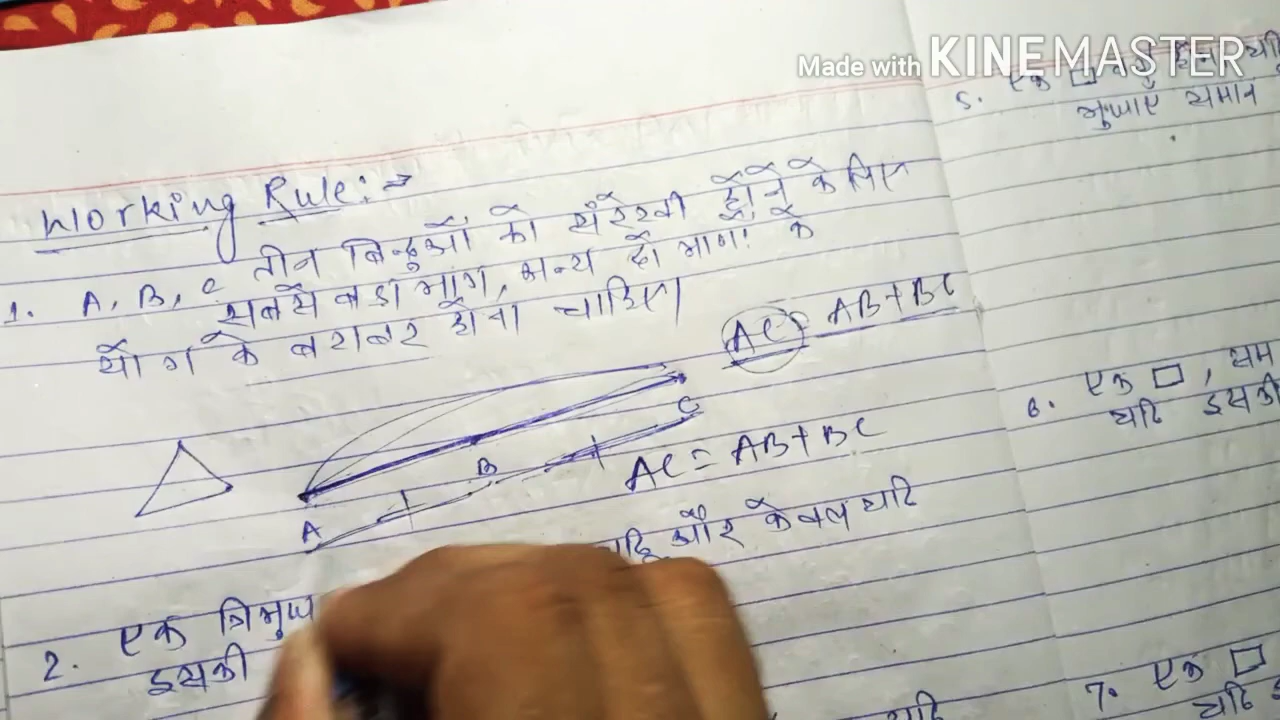 Made with KINEMASTER
Working Rule:→
1. A, B, C तीन बिन्दुओं को संरेखी होने के लिए
सबसे बड़ा भाग, अन्य दो भागों के
योग के बराबर होना चाहिए।
AC = AB+BC
C
B
AC = AB+BC
A
2. एक त्रिभुज
यदि और केवल यदि
इसकी
यदि
5. एक □
भुजाएँ समान
6. एक □, सम
यदि इसकी
7. एक □
यदि